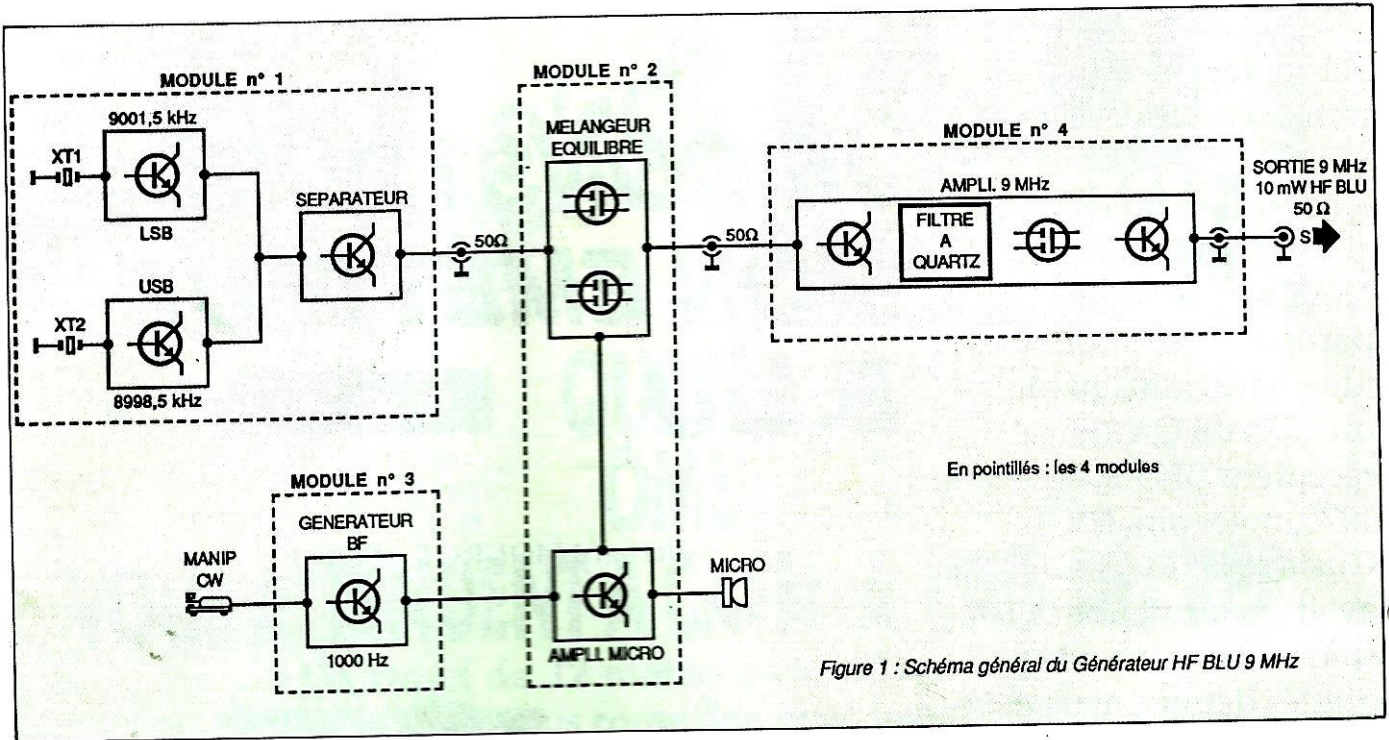 MODULE n° 1
9001,5 kHz
XT1
LSB
SEPARATEUR
50Ω
USB
XT2
8998,5 kHz
MODULE n° 2
MELANGEUR
EQUILIBRE
50Ω
MODULE n° 4
AMPLI. 9 MHz
FILTRE
A
QUARTZ
SORTIE 9 MHz
10 mW HF BLU
50 Ω
S
En pointillés : les 4 modules
MODULE n° 3
GENERATEUR
BF
MANIP
CW
1000 Hz
MICRO
AMPLI. MICRO
Figure 1 : Schéma général du Générateur HF BLU 9 MHz